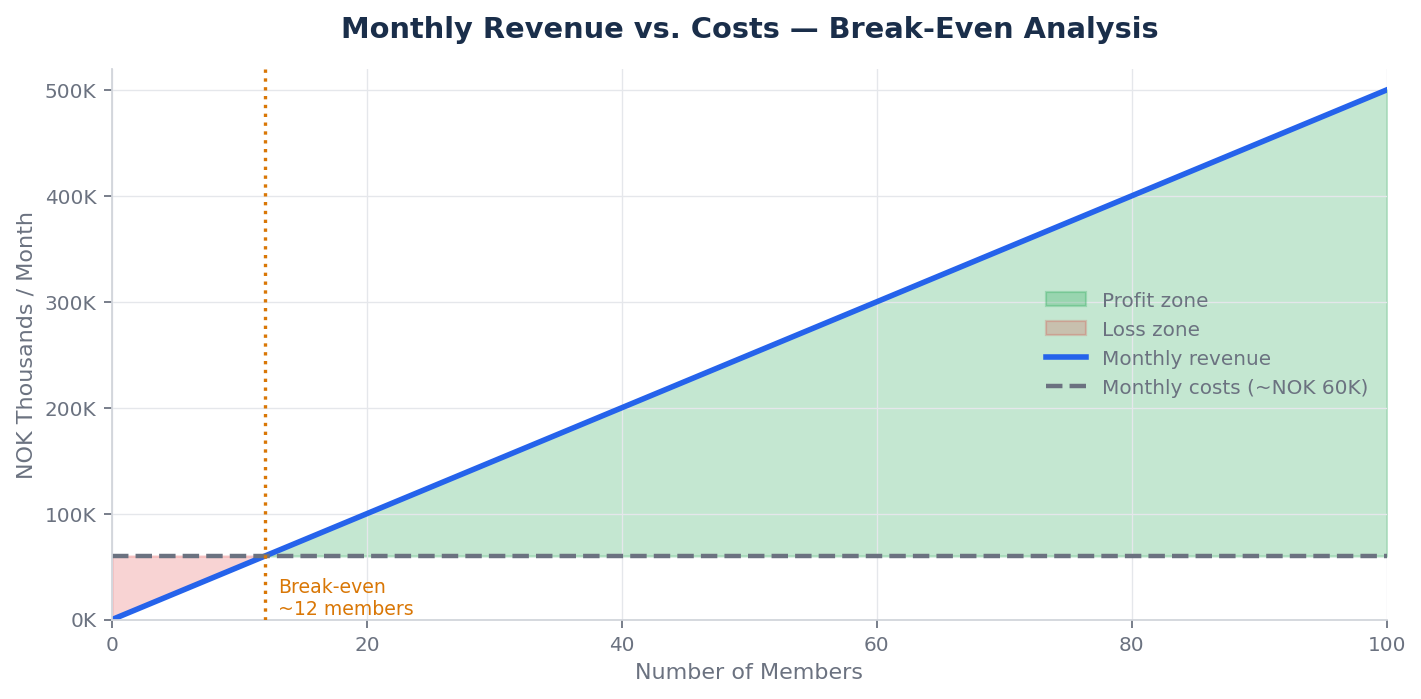 Monthly Revenue vs. Costs — Break-Even Analysis
NOK Thousands / Month
500K
400K
300K
200K
100K
0K
Profit zone
Loss zone
Monthly revenue
Monthly costs (~NOK 60K)
Break-even
~12 members
0
20
40
60
80
100
Number of Members